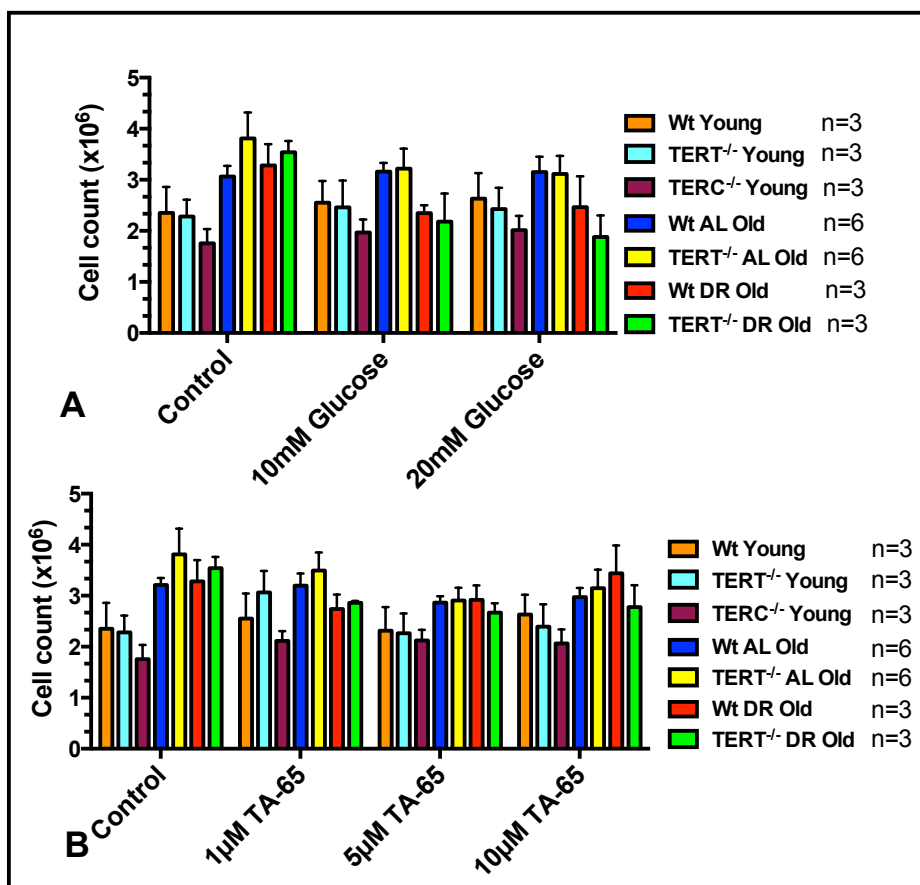 Cell count (x10⁶)
5
4
3
2
1
0
Control
10mM Glucose
20mM Glucose
Wt Young n=3
TERT⁻/⁻ Young n=3
TERC⁻/⁻ Young n=3
Wt AL Old n=6
TERT⁻/⁻ AL Old n=6
Wt DR Old n=3
TERT⁻/⁻ DR Old n=3
A
Cell count (x10⁶)
5
4
3
2
1
0
Control
1µM TA-65
5µM TA-65
10µM TA-65
Wt Young n=3
TERT⁻/⁻ Young n=3
TERC⁻/⁻ Young n=3
Wt AL Old n=6
TERT⁻/⁻ AL Old n=6
Wt DR Old n=3
TERT⁻/⁻ DR Old n=3
B